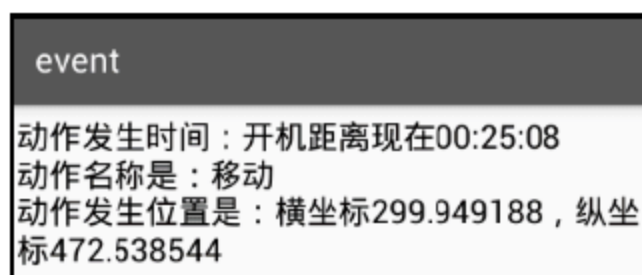 event
动作发生时间：开机距离现在00:25:08
动作名称是：移动
动作发生位置是：横坐标299.949188，纵坐
标472.538544